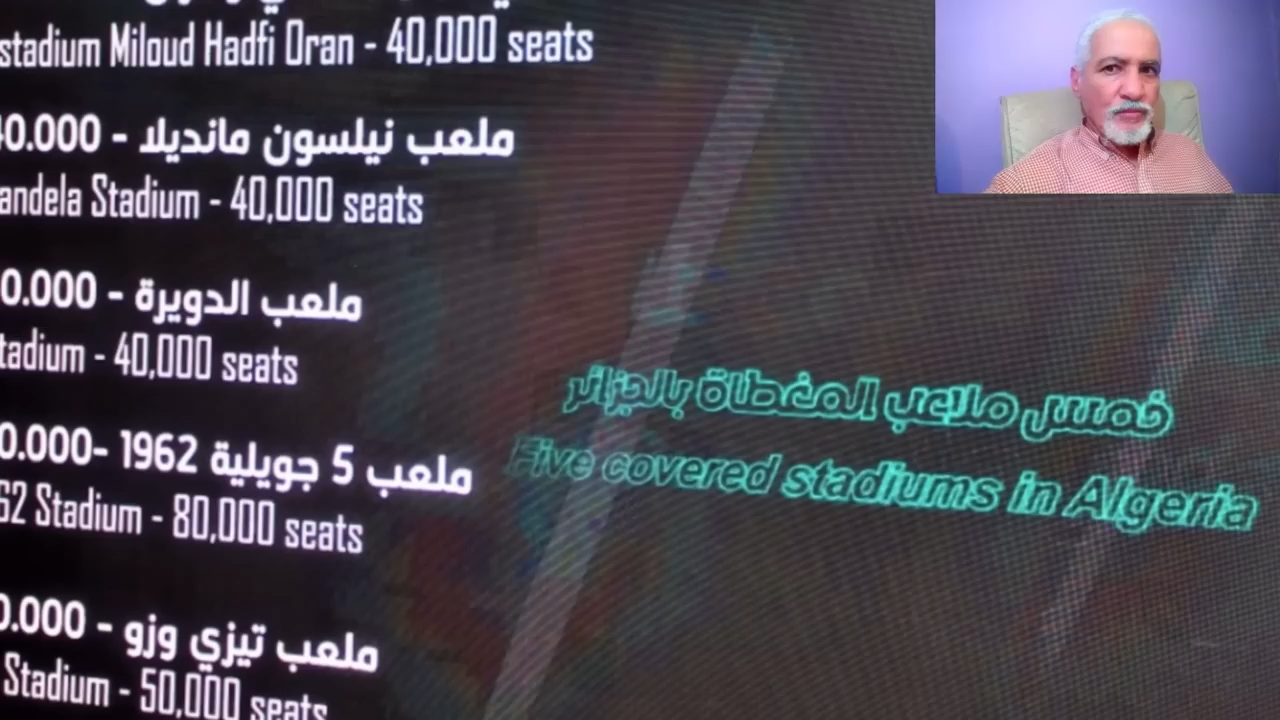 stadium Miloud Hadfi Oran - 40,000 seats
ملعب نيلسون مانديلا - 40.000
andela Stadium - 40,000 seats
ملعب الدويرة - 0.000
tadium - 40,000 seats
ملعب 5 جويلية 1962 -0.000
62 Stadium - 80,000 seats
ملعب تيزي وزو - 0.000
Stadium - 50,000 seats
خمس ملاعب المغطاة بالجزائر
Five covered stadiums in Algeria